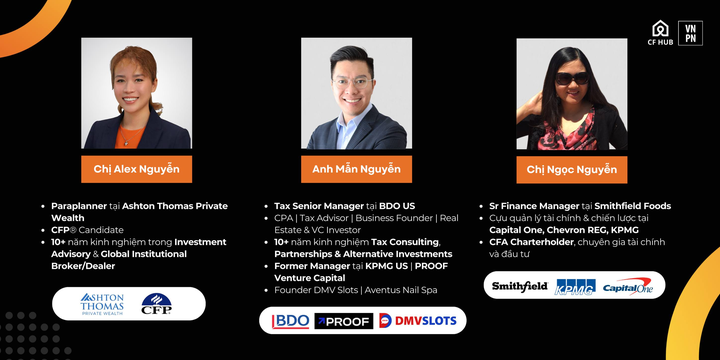 CF HUB
VN
PN
Chị Alex Nguyễn
Paraplanner tại Ashton Thomas Private
Wealth
CFP® Candidate
10+ năm kinh nghiệm trong Investment
Advisory & Global Institutional
Broker/Dealer
ASHTON
THOMAS
PRIVATE WEALTH
CFP®
Anh Mẫn Nguyễn
Tax Senior Manager tại BDO US
CPA | Tax Advisor | Business Founder | Real
Estate & VC Investor
10+ năm kinh nghiệm Tax Consulting,
Partnerships & Alternative Investments
Former Manager tại KPMG US | PROOF
Venture Capital
Founder DMV Slots | Aventus Nail Spa
BDO
PROOF
DMVSLOTS
Chị Ngọc Nguyễn
Sr Finance Manager tại Smithfield Foods
Cựu quản lý tài chính & chiến lược tại
Capital One, Chevron REG, KPMG
CFA Charterholder, chuyên gia tài chính
và đầu tư
Smithfield
KPMG
Capital One